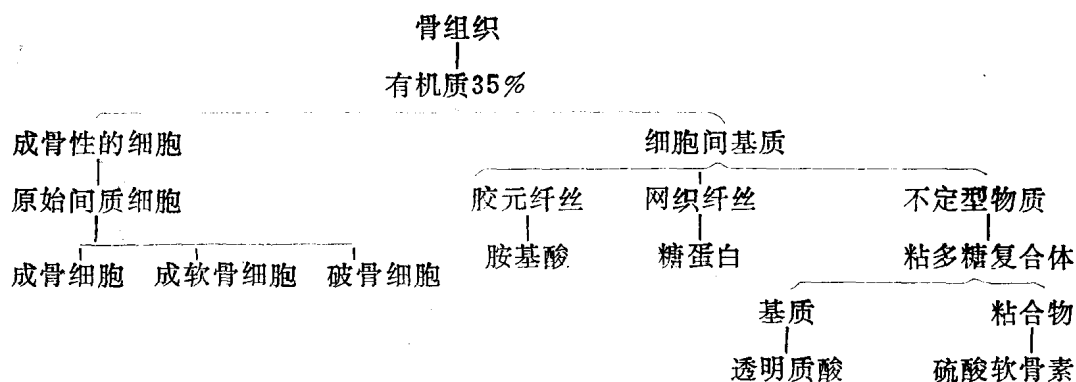 骨组织
有机质35%
成骨性的细胞 细胞间基质
原始间质细胞 胶元纤丝 网织纤丝 不定型物质
成骨细胞 成软骨细胞 破骨细胞 胺基酸 糖蛋白 粘多糖复合体
基质 粘合物
透明质酸 硫酸软骨素